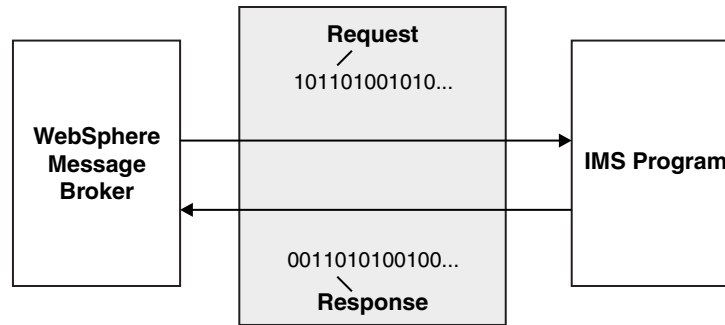 Request
101101001010...
WebSphere
Message
Broker
IMS Program
0011010100100...
Response